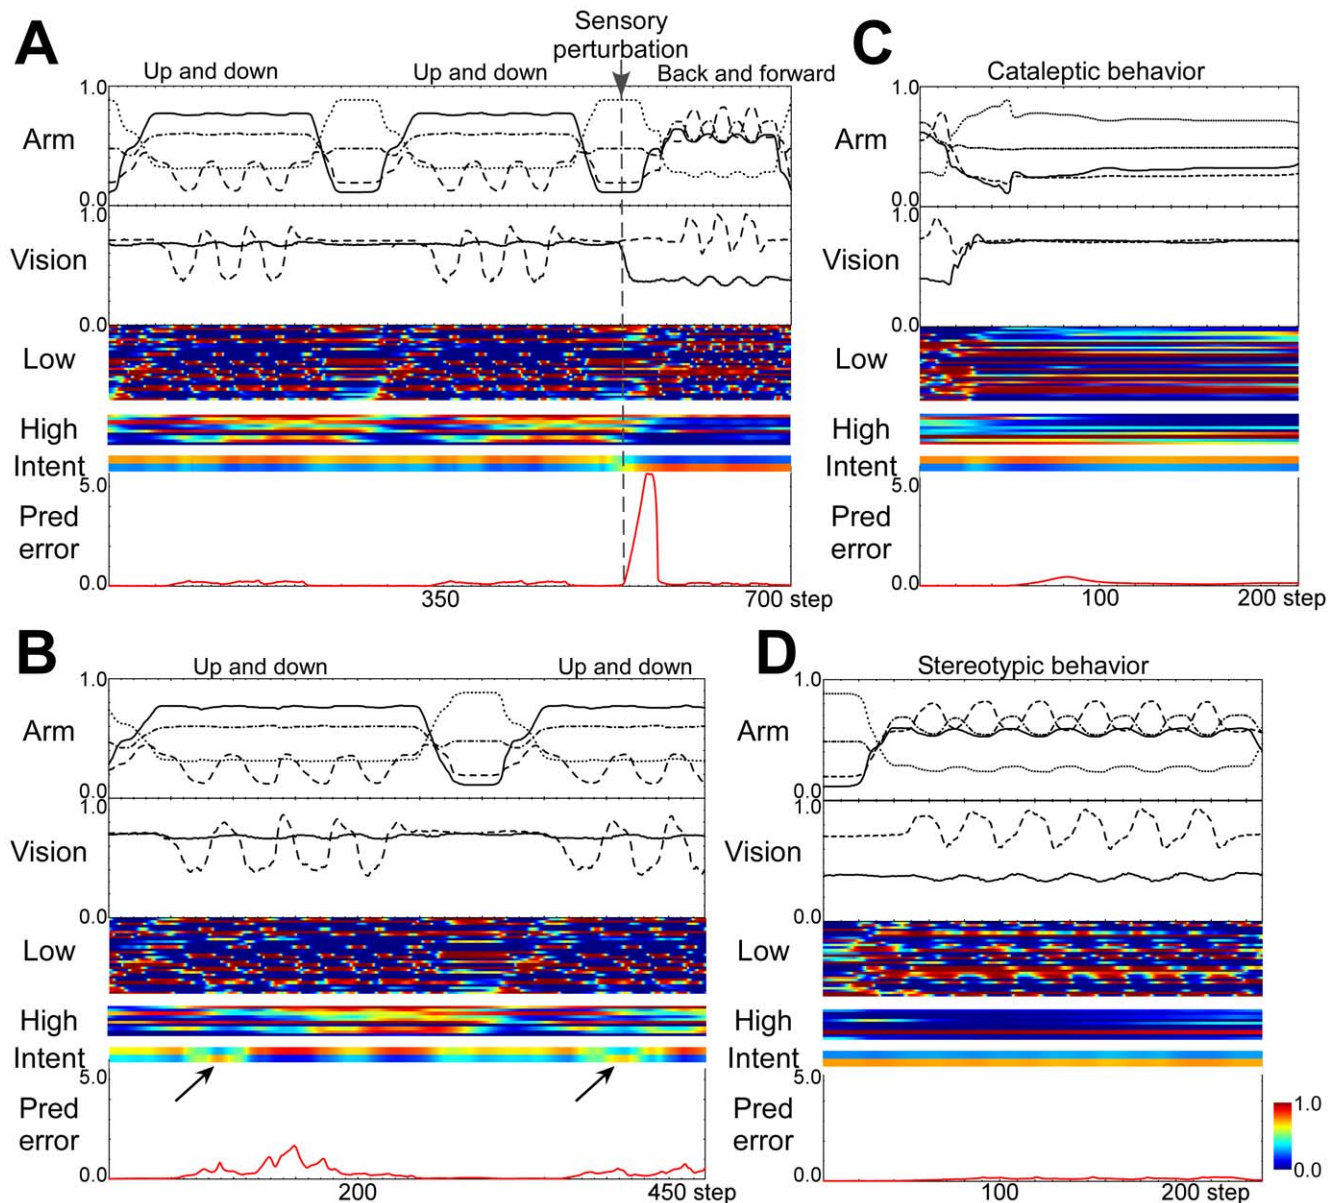 A
Sensory
perturbation
Up and down
Up and down
Back and forward
1.0
Arm
0.0
1.0
Vision
0.0
Low
High
Intent
5.0
Pred
error
0.0
350
700 step
C
Cataleptic behavior
1.0
Arm
0.0
1.0
Vision
0.0
Low
High
Intent
5.0
Pred
error
0.0
100
200 step
B
Up and down
Up and down
1.0
Arm
0.0
1.0
Vision
0.0
Low
High
Intent
5.0
Pred
error
0.0
200
450 step
D
Stereotypic behavior
1.0
Arm
0.0
1.0
Vision
0.0
Low
High
Intent
5.0
Pred
error
0.0
100
200 step
1.0
0.0